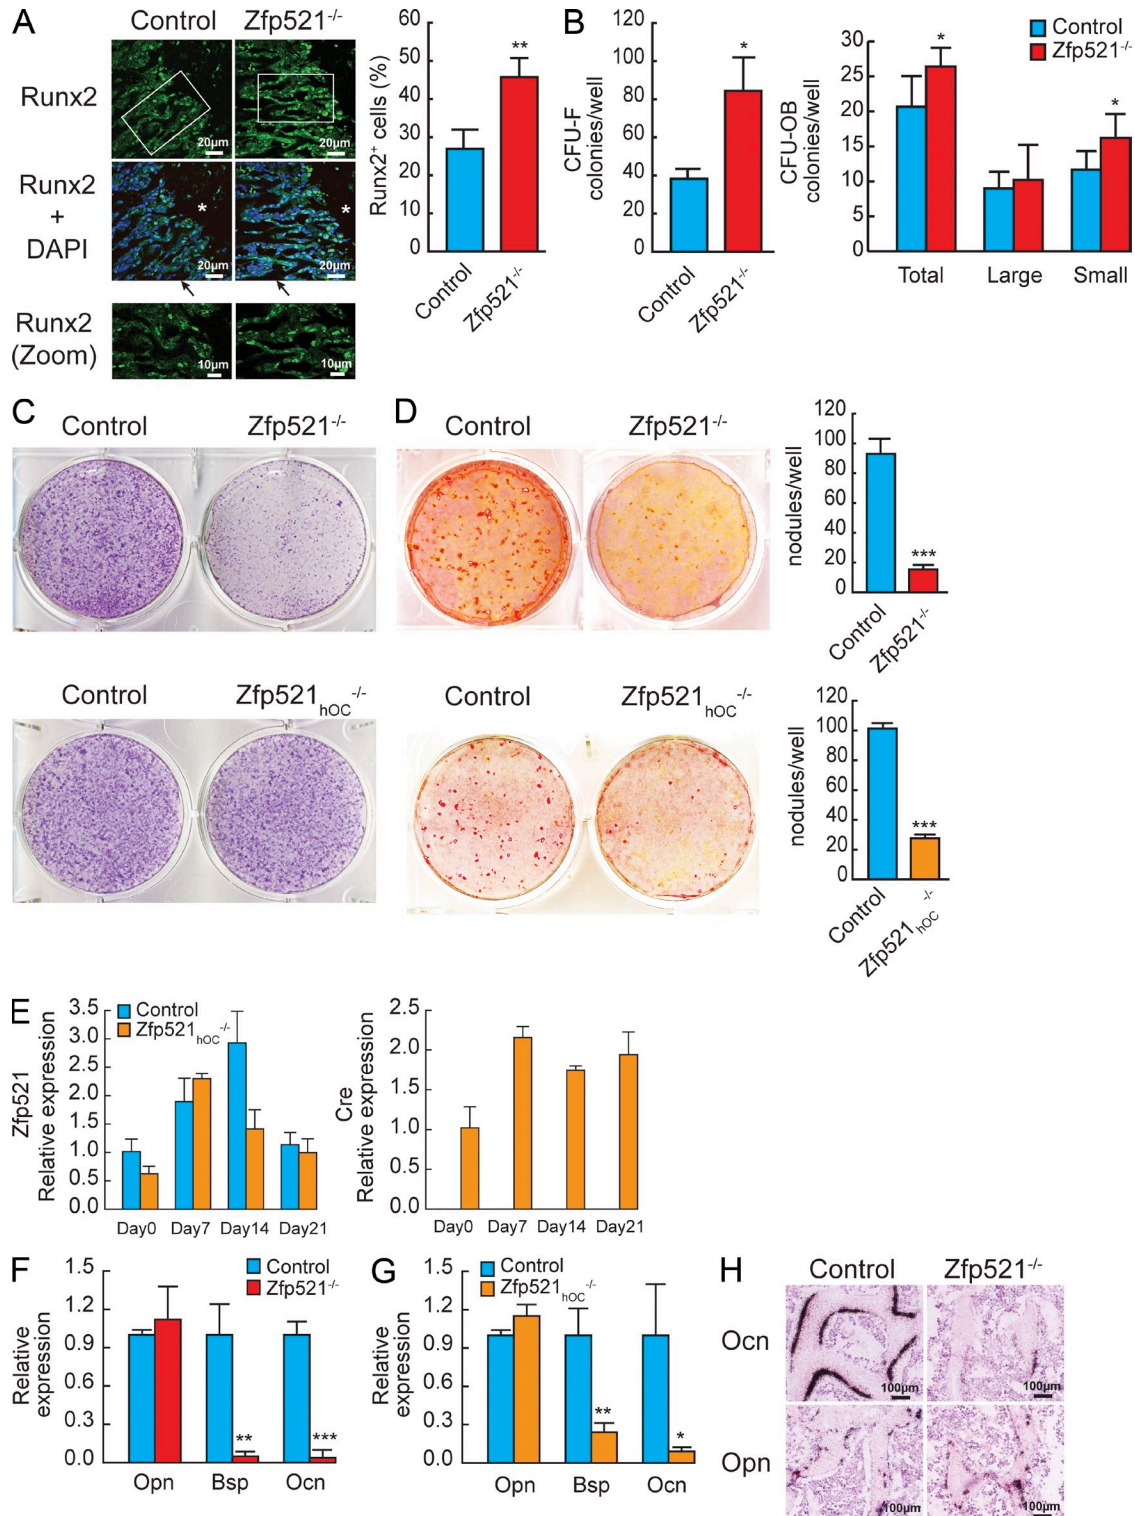 A
Control Zfp521-/-
Runx2
20µm 20µm
Runx2
+
DAPI
* *
20µm 20µm
Runx2
(Zoom)
10µm 10µm
Runx2+ cells (%)
60
50
40
30
20
10
0
**
Control
Zfp521-/-
B
CFU-F
colonies/well
100
80
60
40
20
0
*
Control
Zfp521-/-
Control
Zfp521-/-
CFU-OB
colonies/well
30
25
20
15
10
5
0
*
*
Total Large Small
C
Control Zfp521-/-
Control Zfp521hOC-/-
D
Control Zfp521-/-
nodules/well
120
100
80
60
40
20
0
***
Control
Zfp521-/-
Control Zfp521hOC-/-
nodules/well
120
100
80
60
40
20
0
***
Control
Zfp521hOC-/-
E
Zfp521
Relative expression
Control
Zfp521hOC-/-
3.5
3.0
2.5
2.0
1.5
1.0
0.5
0.0
Day0 Day7 Day14 Day21
Cre
Relative expression
2.5
2.0
1.5
1.0
0.5
0.0
Day0 Day7 Day14 Day21
F
Relative
expression
Control
Zfp521-/-
1.5
1.2
0.9
0.6
0.3
0.0
** ***
Opn Bsp Ocn
G
Relative
expression
Control
Zfp521hOC-/-
1.5
1.2
0.9
0.6
0.3
0.0
** *
Opn Bsp Ocn
H
Control Zfp521-/-
Ocn
100µm 100µm
Opn
100µm 100µm